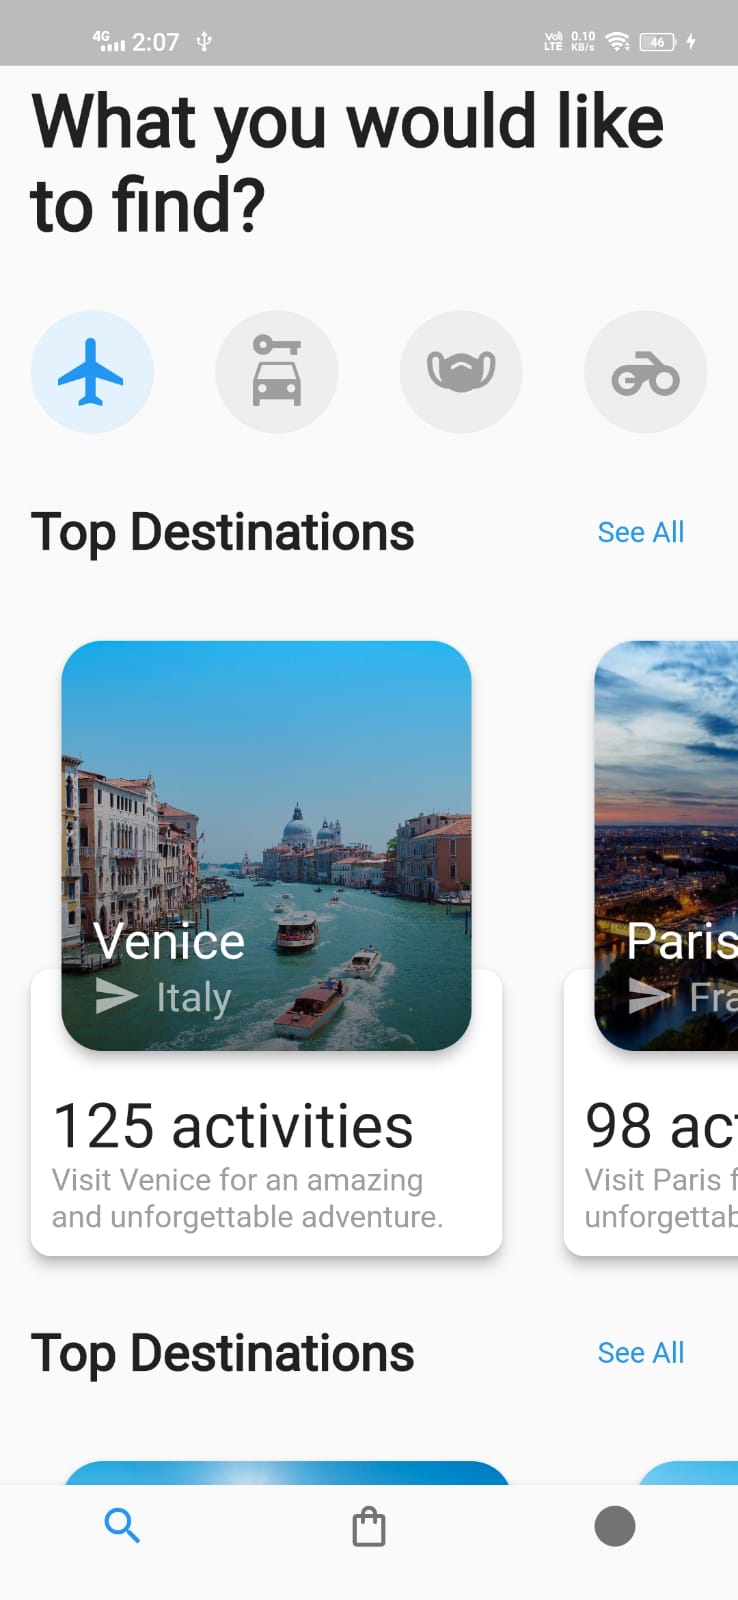 4G 2:07 VoⅡ LTE 0.10 KB/s 46
What you would like
to find?
Top Destinations See All
Venice
Italy
125 activities
Visit Venice for an amazing
and unforgettable adventure.
Paris
Fra
98 act
Visit Paris f
unforgettab
Top Destinations See All